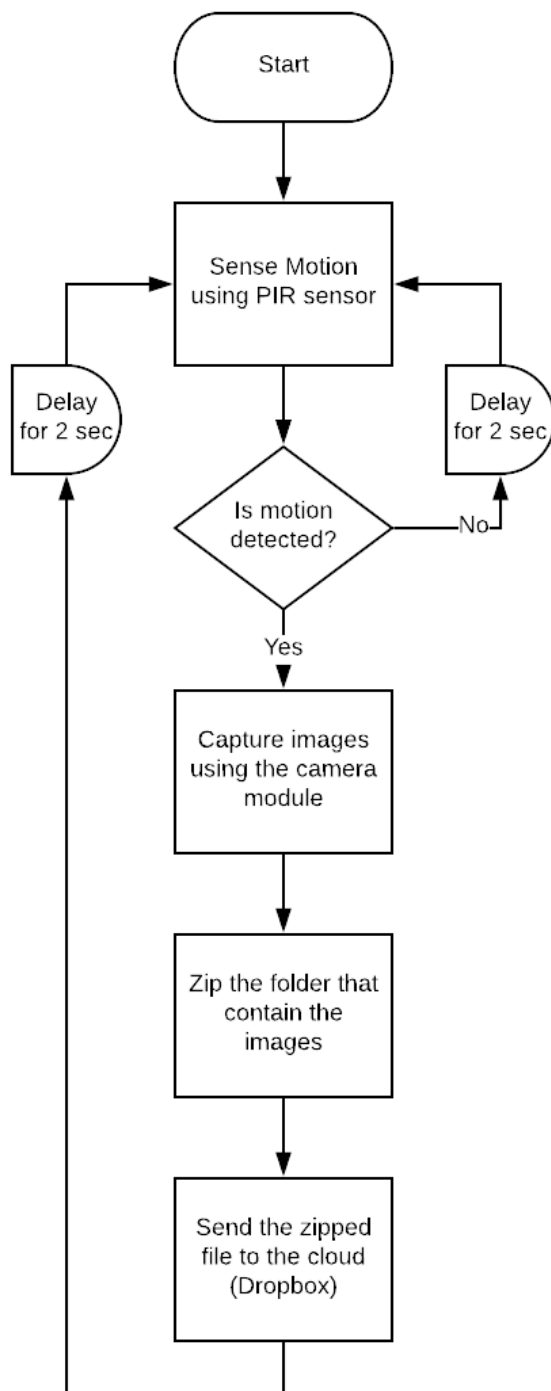 Start
Sense Motion
using PIR sensor
Delay
for 2 sec
Delay
for 2 sec
Is motion
detected?
No
Yes
Capture images
using the camera
module
Zip the folder that
contain the
images
Send the zipped
file to the cloud
(Dropbox)